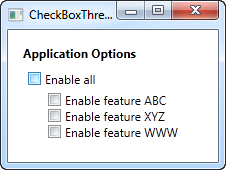 CheckBoxThre...
Application Options
Enable all
Enable feature ABC
Enable feature XYZ
Enable feature WWW